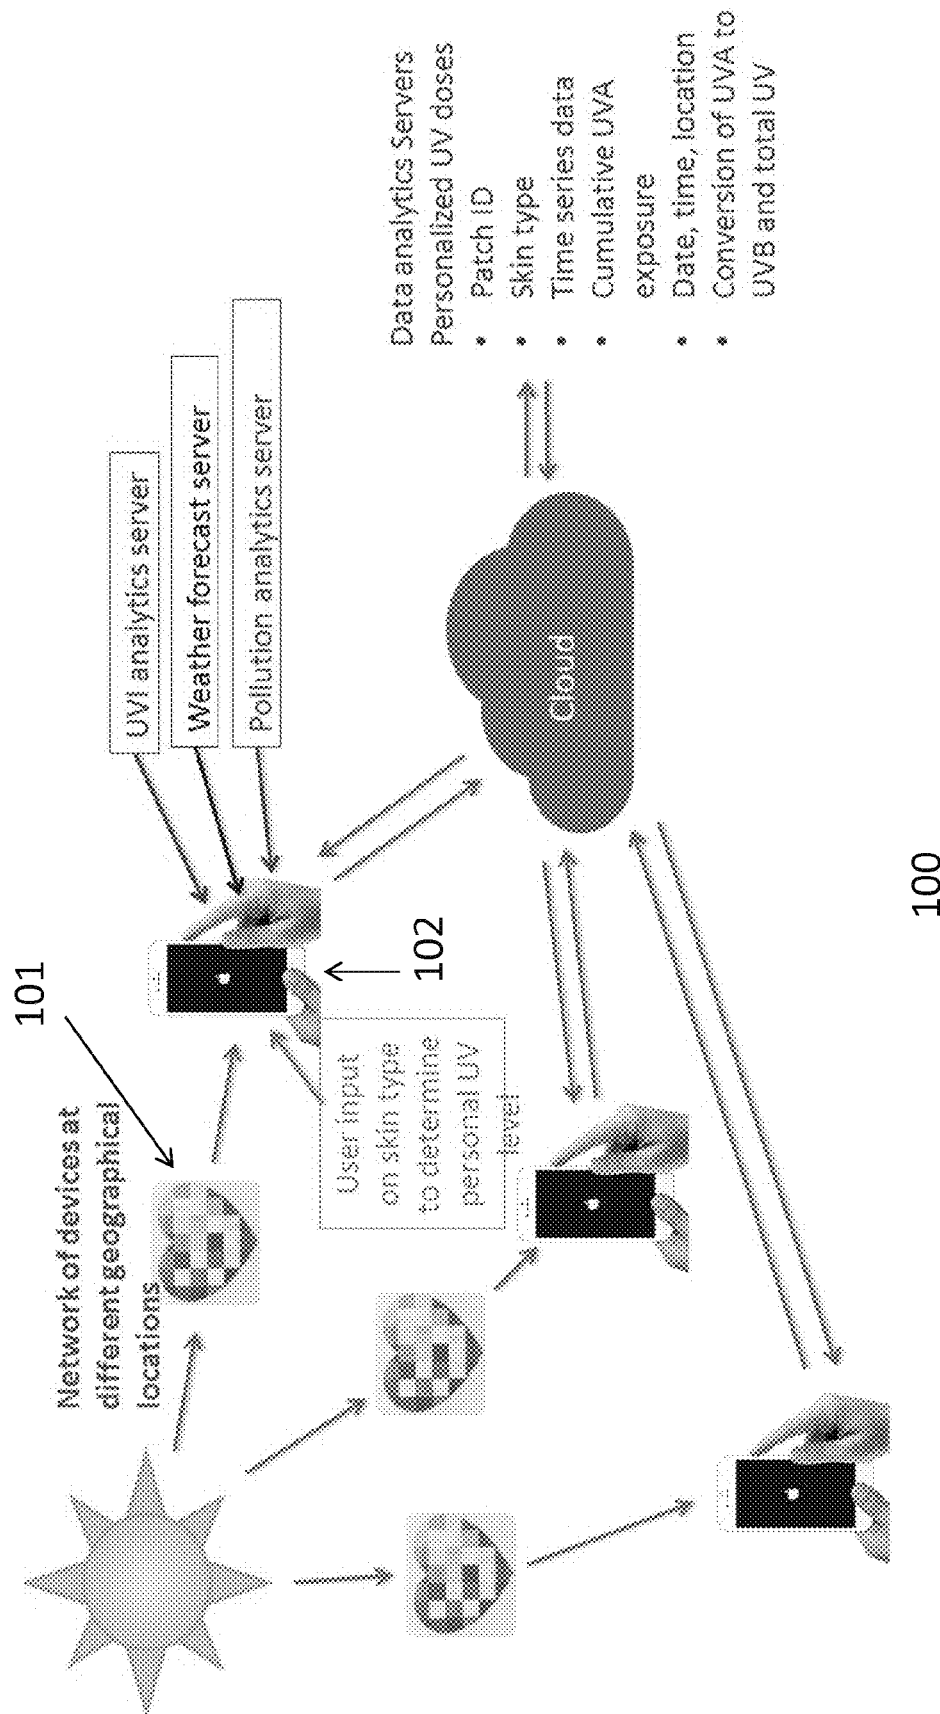 101
Network of devices at
different geographical
locations
UVI analytics server
Weather forecast server
Pollution analytics server
102
User input
on skin type
to determine
personal UV
level
Cloud
Data analytics Servers
Personalized UV doses
• Patch ID
• Skin type
• Time series data
• Cumulative UVA
exposure
• Date, time, location
• Conversion of UVA to
UVB and total UV
100